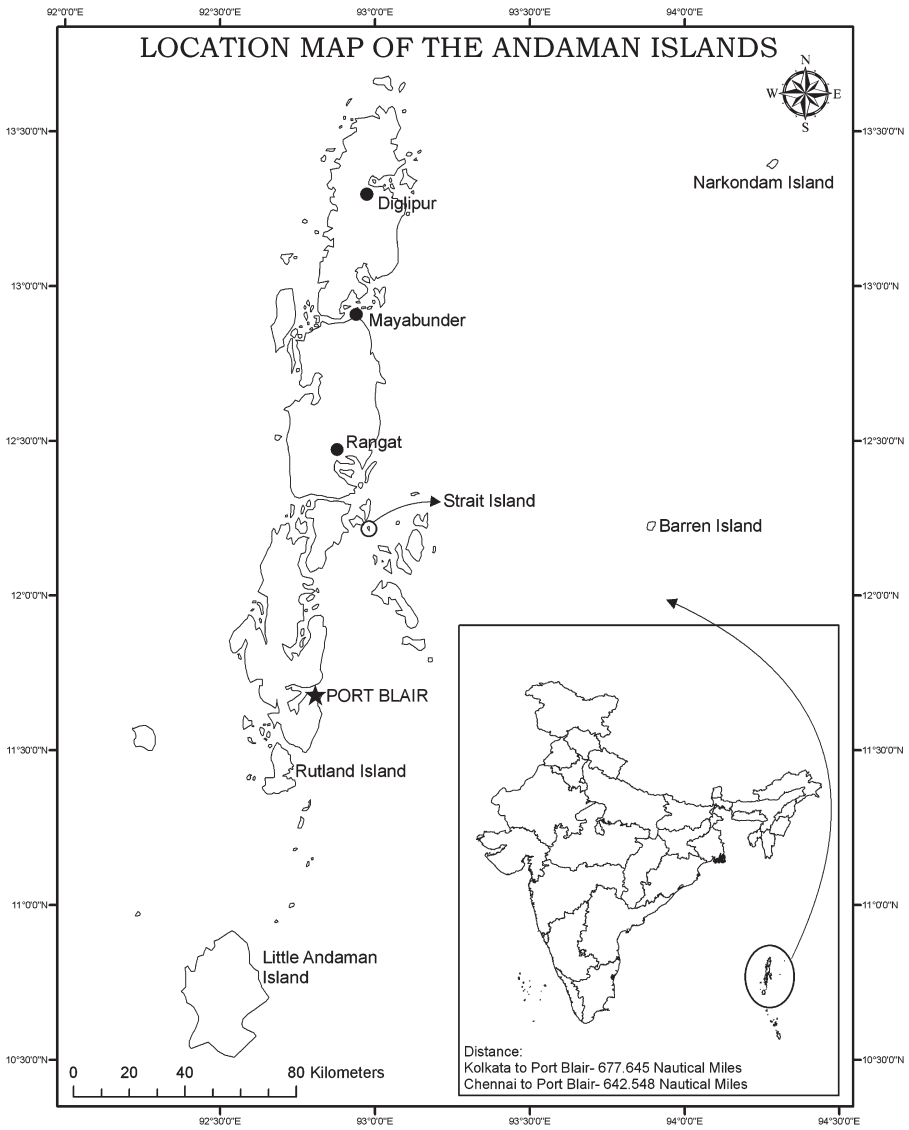 92°0'0"E 92°30'0"E 93°0'0"E 93°30'0"E 94°0'0"E
LOCATION MAP OF THE ANDAMAN ISLANDS
N
W E
S
13°30'0"N 13°30'0"N
Narkondam Island
Diglipur
13°0'0"N 13°0'0"N
Mayabunder
12°30'0"N 12°30'0"N
Rangat
Strait Island
Barren Island
12°0'0"N 12°0'0"N
PORT BLAIR
11°30'0"N 11°30'0"N
Rutland Island
11°0'0"N 11°0'0"N
Little Andaman
Island
10°30'0"N 10°30'0"N
Distance:
Kolkata to Port Blair- 677.645 Nautical Miles
Chennai to Port Blair- 642.548 Nautical Miles
0 20 40 80 Kilometers
92°30'0"E 93°0'0"E 93°30'0"E 94°0'0"E 94°30'0"E